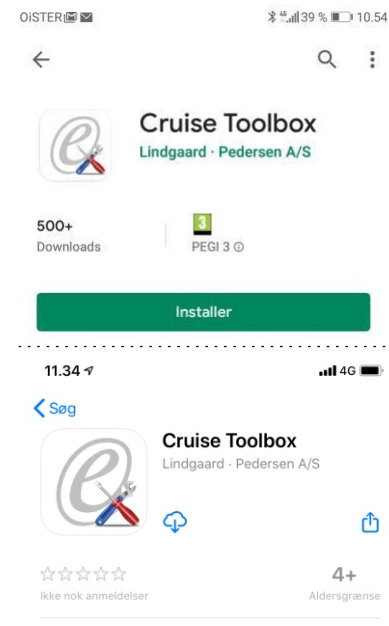 OiSTER 39 % 10.54
Cruise Toolbox
Lindgaard · Pedersen A/S
500+
Downloads
3
PEGI 3
Installer
11.34 4G
Søg
e
Cruise Toolbox
Lindgaard · Pedersen A/S
Ikke nok anmeldelser
4+
Aldersgrænse